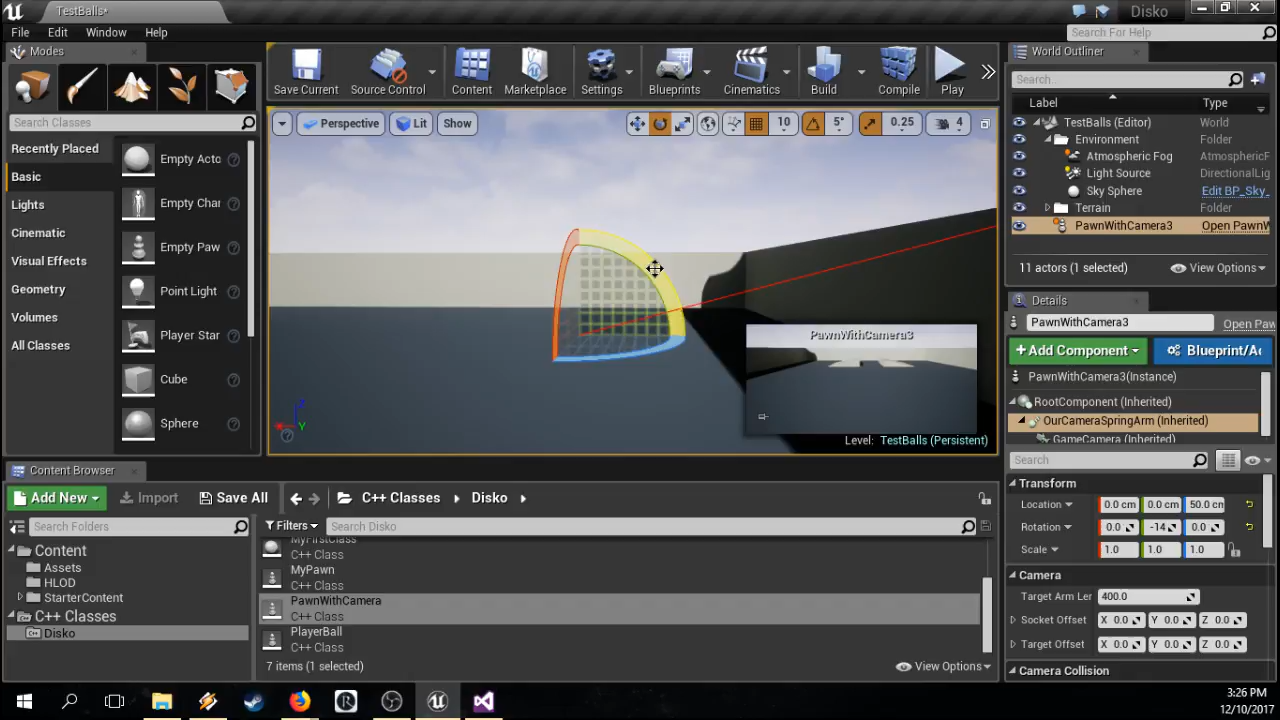 TestBalls*
Disko
File Edit Window Help
Search For Help
Modes
Search Classes
Recently Placed
Basic
Lights
Cinematic
Visual Effects
Geometry
Volumes
All Classes
Empty Acto
Empty Char
Empty Paw
Point Light
Player Star
Cube
Sphere
Save Current
Source Control
Content
Marketplace
Settings
Blueprints
Cinematics
Build
Compile
Play
Perspective Lit Show
10 5° 0.25 4
PawnWithCamera3
Level: TestBalls (Persistent)
World Outliner
Search...
Label Type
TestBalls (Editor) World
Environment Folder
Atmospheric Fog AtmosphericF
Light Source DirectionalLig
Sky Sphere Edit BP_Sky_
Terrain Folder
PawnWithCamera3 Open PawnW
11 actors (1 selected) View Options
Details
PawnWithCamera3 Open Pawn
Add Component Blueprint/Ad
PawnWithCamera3(Instance)
RootComponent (Inherited)
OurCameraSpringArm (Inherited)
GameCamera (Inherited)
Search
Transform
Location 0.0 cm 0.0 cm 50.0 cm
Rotation 0.0 -14 0.0
Scale 1.0 1.0 1.0
Camera
Target Arm Ler 400.0
Socket Offset X 0.0 Y 0.0 Z 0.0
Target Offset X 0.0 Y 0.0 Z 0.0
Camera Collision
Content Browser
Add New Import Save All C++ Classes Disko
Search Folders
Filters Search Disko
Content
Assets
HLOD
StarterContent
C++ Classes
Disko
MyFirstClass
C++ Class
MyPawn
C++ Class
PawnWithCamera
C++ Class
PlayerBall
C++ Class
7 items (1 selected) View Options
3:26 PM
12/10/2017